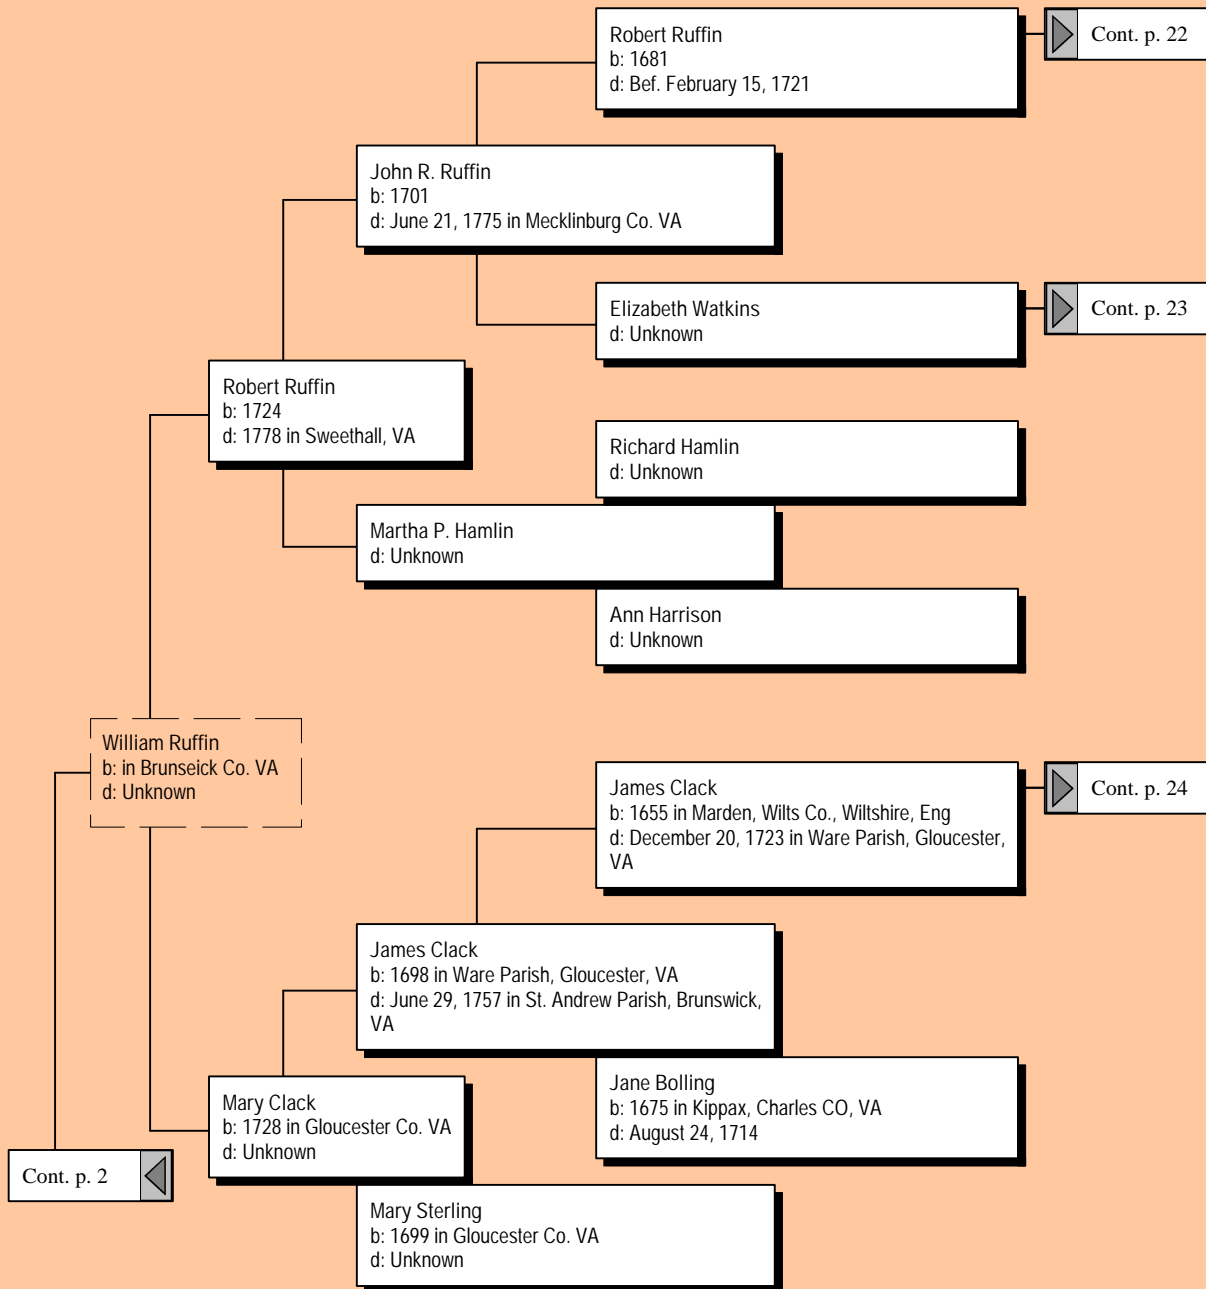 Robert Ruffin
b: 1681
d: Bef. February 15, 1721
Cont. p. 22
John R. Ruffin
b: 1701
d: June 21, 1775 in Mecklinburg Co. VA
Elizabeth Watkins
d: Unknown
Cont. p. 23
Robert Ruffin
b: 1724
d: 1778 in Sweethall, VA
Richard Hamlin
d: Unknown
Martha P. Hamlin
d: Unknown
Ann Harrison
d: Unknown
William Ruffin
b: in Brunseick Co. VA
d: Unknown
James Clack
b: 1655 in Marden, Wilts Co., Wiltshire, Eng
d: December 20, 1723 in Ware Parish, Gloucester,
VA
Cont. p. 24
James Clack
b: 1698 in Ware Parish, Gloucester, VA
d: June 29, 1757 in St. Andrew Parish, Brunswick,
VA
Jane Bolling
b: 1675 in Kippax, Charles CO, VA
d: August 24, 1714
Mary Clack
b: 1728 in Gloucester Co. VA
d: Unknown
Cont. p. 2
Mary Sterling
b: 1699 in Gloucester Co. VA
d: Unknown